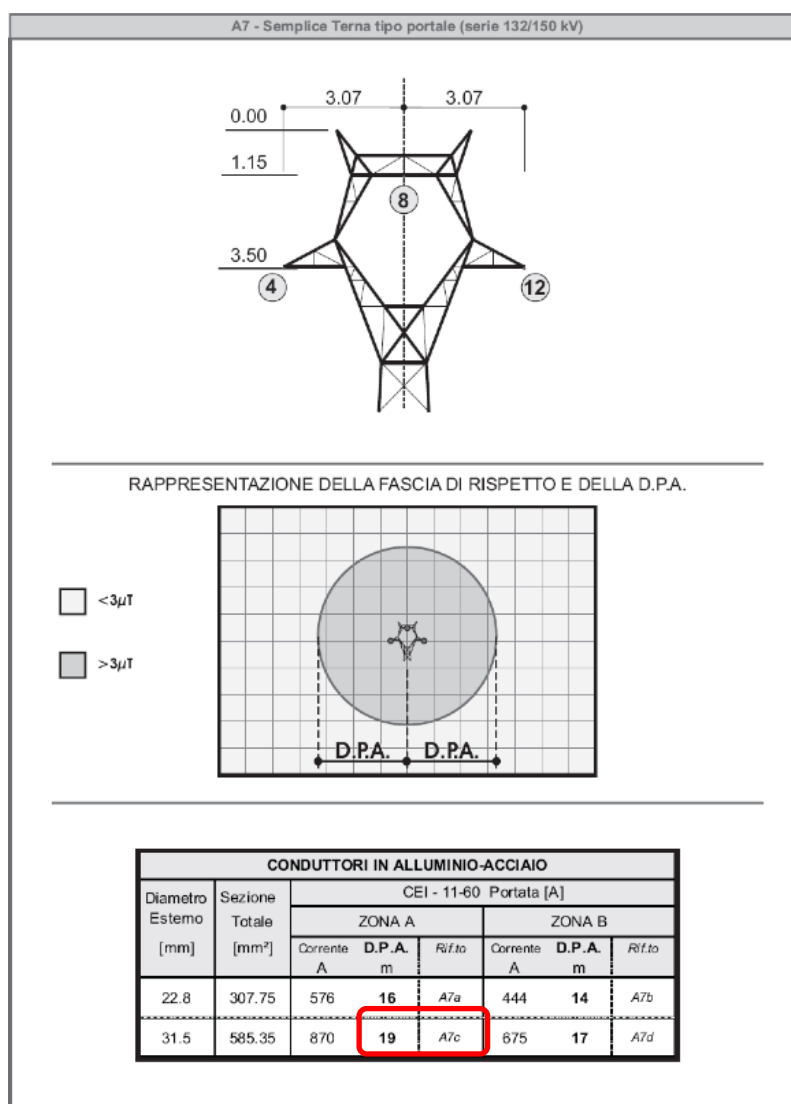 A7 - Semplice Terna tipo portale (serie 132/150 kV)
3.07 3.07
0.00
1.15
8
3.50
4 12
RAPPRESENTAZIONE DELLA FASCIA DI RISPETTO E DELLA D.P.A.
<3µT
>3µT
D.P.A. D.P.A.
CONDUTTORI IN ALLUMINIO-ACCIAIO
Diametro Esterno [mm] Sezione Totale [mm²] CEI - 11-60 Portata [A]
ZONA A ZONA B
Corrente A D.P.A. m Rif.to Corrente A D.P.A. m Rif.to
22.8 307.75 576 16 A7a 444 14 A7b
31.5 585.35 870 19 A7c 675 17 A7d